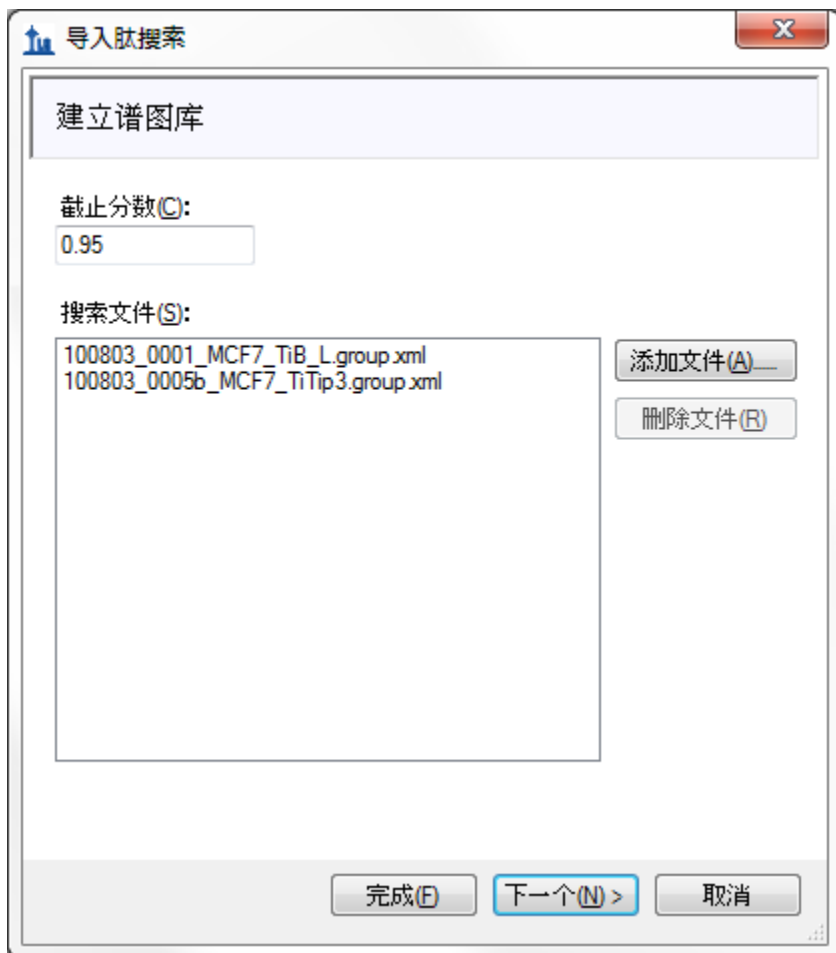 导入肽搜索
建立谱图库
截止分数(C):
0.95
搜索文件(S):
100803_0001_MCF7_TiB_L.group.xml
100803_0005b_MCF7_TiTip3.group.xml
添加文件(A)......
删除文件(R)
完成(F)
下一个(N) >
取消